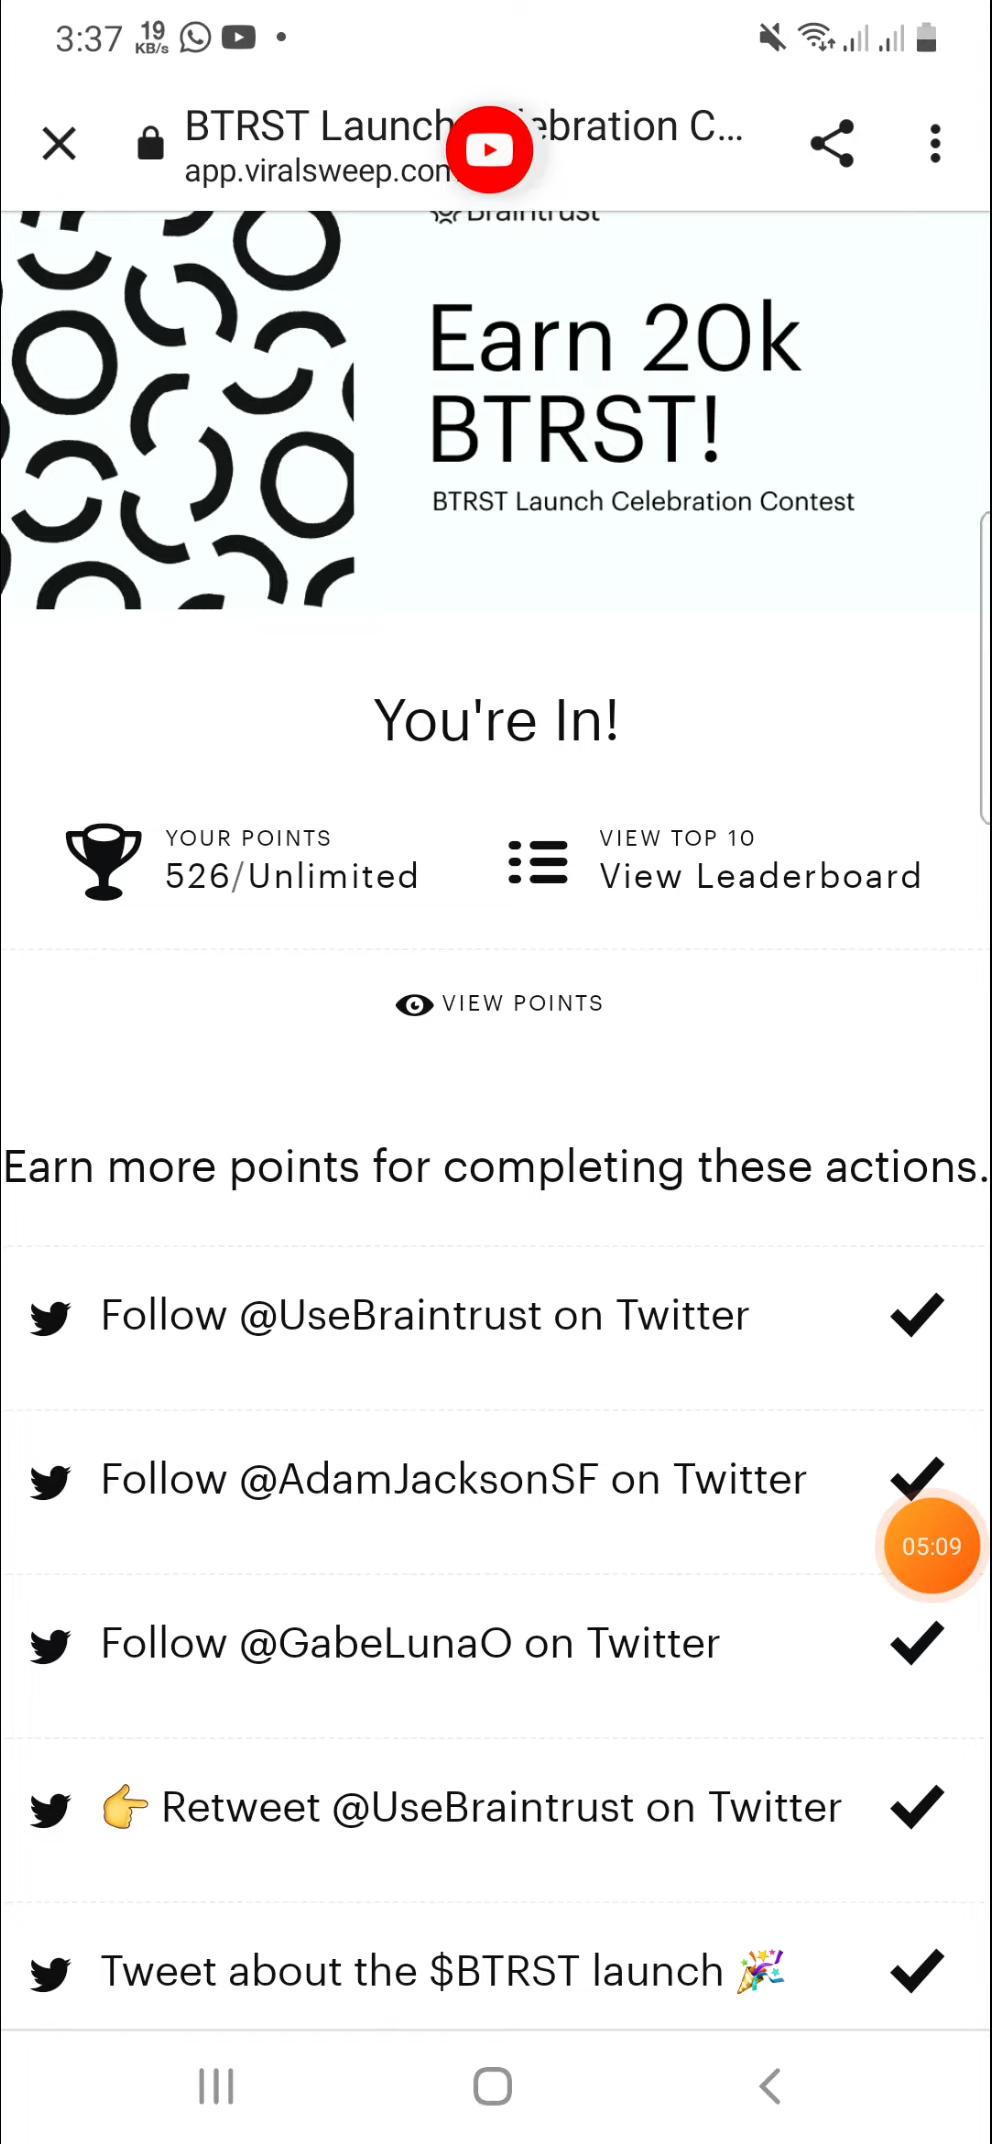 3:37 19 KB/s
BTRST Launch ebration C...
app.viralsweep.com
Braintrust
Earn 20k
BTRST!
BTRST Launch Celebration Contest
You're In!
YOUR POINTS
526/Unlimited
VIEW TOP 10
View Leaderboard
VIEW POINTS
Earn more points for completing these actions.
Follow @UseBraintrust on Twitter
Follow @AdamJacksonSF on Twitter
05:09
Follow @GabeLunaO on Twitter
👉 Retweet @UseBraintrust on Twitter
Tweet about the $BTRST launch 🎉